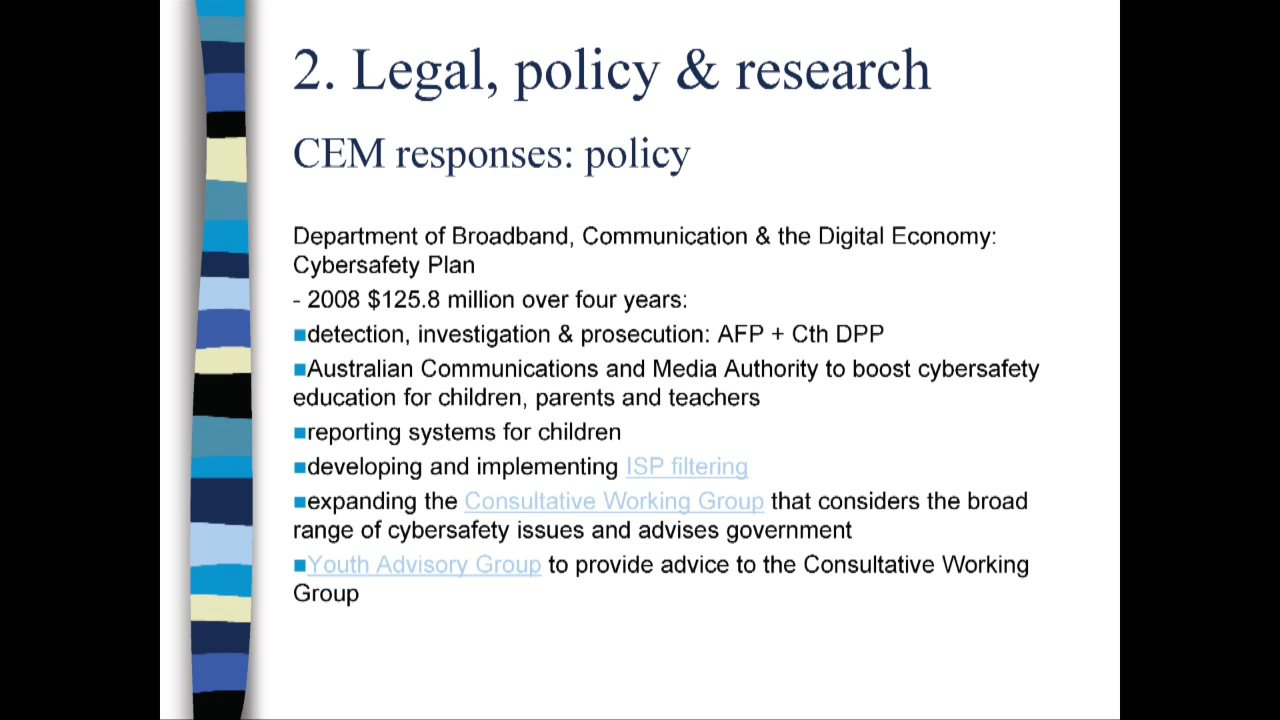 2. Legal, policy & research
CEM responses: policy
Department of Broadband, Communication & the Digital Economy:
Cybersafety Plan
- 2008 $125.8 million over four years:
■detection, investigation & prosecution: AFP + Cth DPP
■Australian Communications and Media Authority to boost cybersafety
education for children, parents and teachers
■reporting systems for children
■developing and implementing ISP filtering
■expanding the Consultative Working Group that considers the broad
range of cybersafety issues and advises government
■Youth Advisory Group to provide advice to the Consultative Working
Group